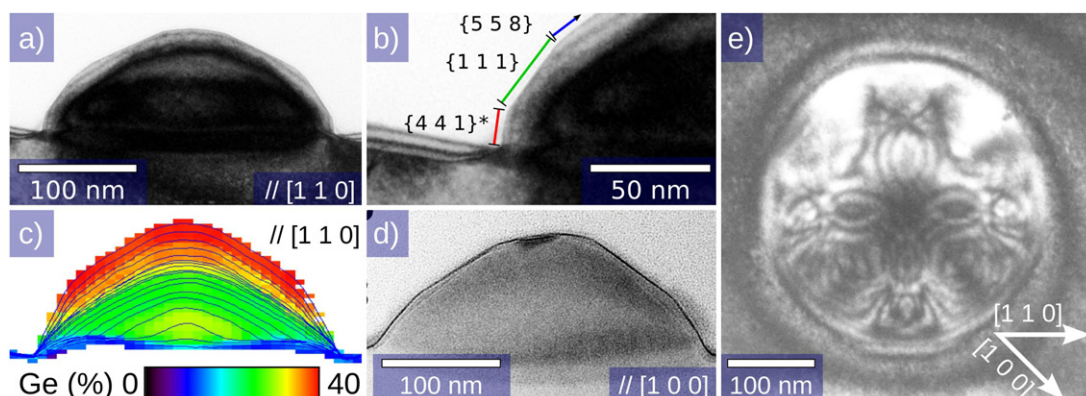 a)
100 nm
// [1 1 0]
b)
{5 5 8}
{1 1 1}
{4 4 1}*
50 nm
c)
// [1 1 0]
Ge (%) 0
40
d)
100 nm
// [1 0 0]
e)
[1 1 0]
[1 0 0]
100 nm